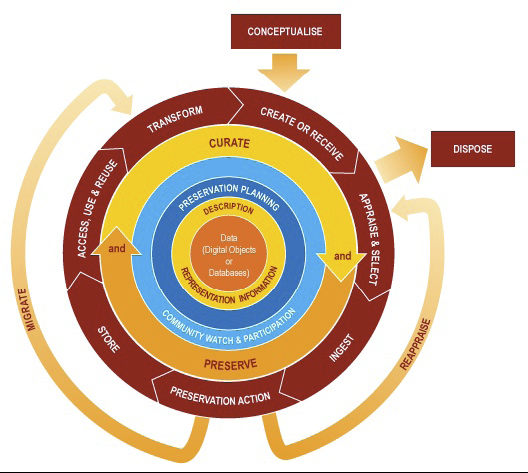 CONCEPTUALISE
DISPOSE
TRANSFORM
CREATE OR RECEIVE
APPRAISE & SELECT
INGEST
PRESERVATION ACTION
STORE
ACCESS, USE & REUSE
MIGRATE
REAPPRAISE
CURATE
and
and
PRESERVE
PRESERVATION PLANNING
COMMUNITY WATCH & PARTICIPATION
DESCRIPTION
REPRESENTATION INFORMATION
Data
(Digital Objects
or
Databases)